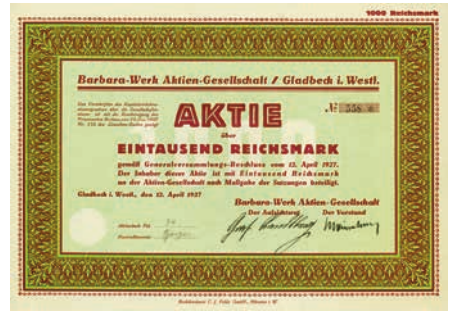 1000 Reichsmark
Barbara-Werk Aktien-Gesellschaft / Gladbeck i. Westf.
AKTIE
№ 358
über
EINTAUSEND REICHSMARK
gemäß Generalversammlungs-Beschluss vom 12. April 1927.
Der Inhaber dieser Aktie ist mit Eintausend Reichsmark
an der Aktien-Gesellschaft nach Maßgabe der Satzungen beteiligt.
Gladbeck i. Westf., den 12. April 1927
Barbara-Werk Aktien-Gesellschaft
Der Aufsichtsrat Der Vorstand